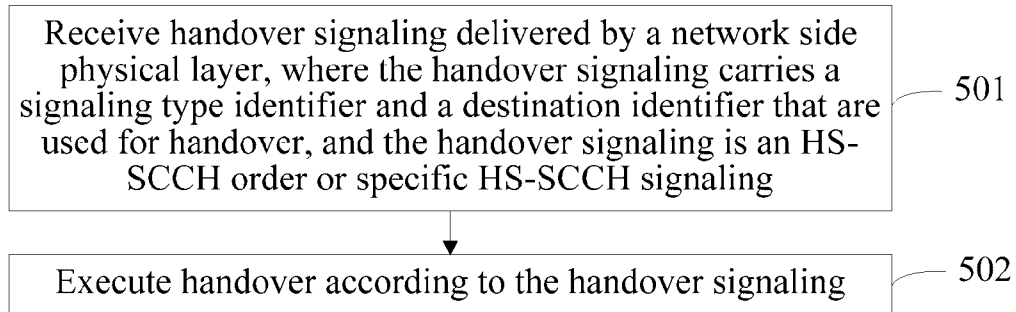 Receive handover signaling delivered by a network side
physical layer, where the handover signaling carries a
signaling type identifier and a destination identifier that are
used for handover, and the handover signaling is an HS-
SCCH order or specific HS-SCCH signaling
501
Execute handover according to the handover signaling
502